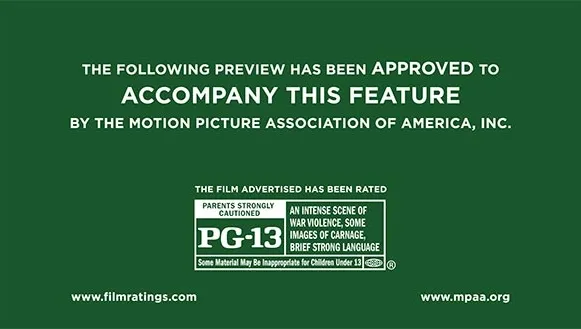 THE FOLLOWING PREVIEW HAS BEEN APPROVED TO
ACCOMPANY THIS FEATURE
BY THE MOTION PICTURE ASSOCIATION OF AMERICA, INC.
THE FILM ADVERTISED HAS BEEN RATED
PARENTS STRONGLY
CAUTIONED
PG-13
AN INTENSE SCENE OF
WAR VIOLENCE, SOME
IMAGES OF CARNAGE,
BRIEF STRONG LANGUAGE
Some Material May Be Inappropriate for Children Under 13
®
www.filmratings.com
www.mpaa.org